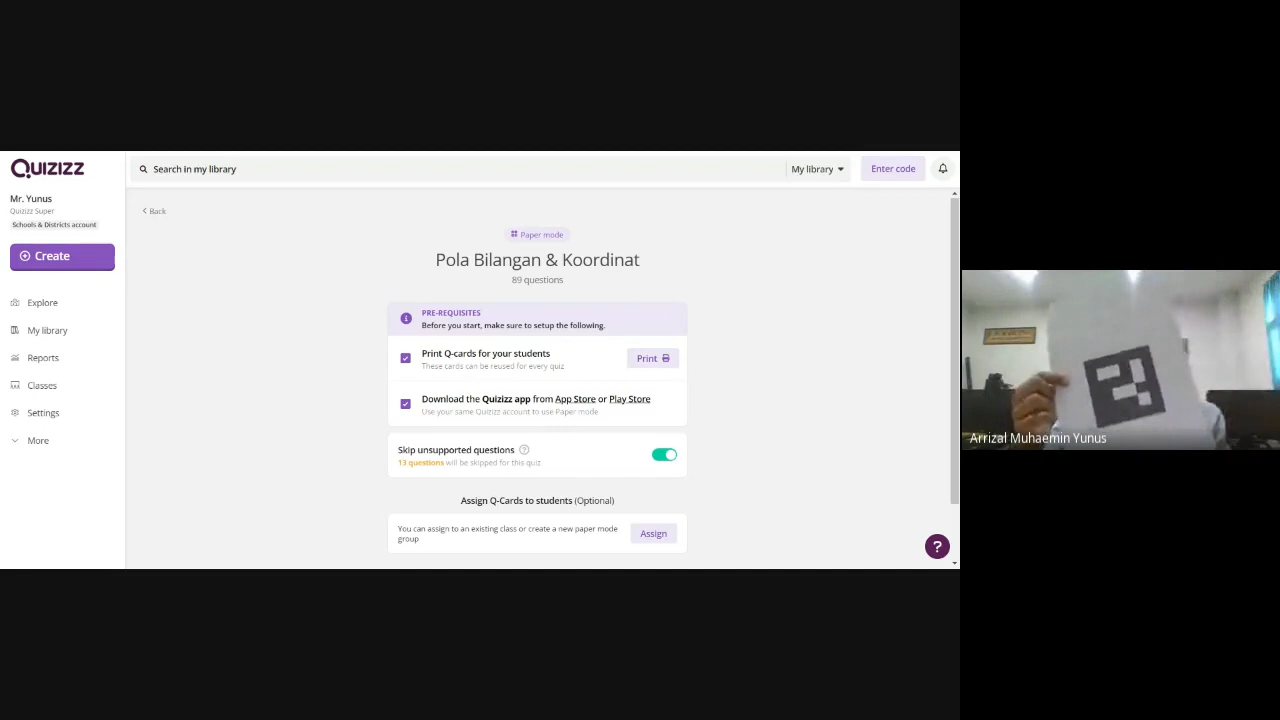 Quizizz
Search in my library
My library
Enter code
Mr. Yunus
Quizizz Super
Schools & Districts account
Create
Explore
My library
Reports
Classes
Settings
More
Back
Paper mode
Pola Bilangan & Koordinat
89 questions
PRE-REQUISITES
Before you start, make sure to setup the following.
Print Q-cards for your students
These cards can be reused for every quiz
Print
Download the Quizizz app from App Store or Play Store
Use your same Quizizz account to use Paper mode
Skip unsupported questions ?
13 questions will be skipped for this quiz
Assign Q-Cards to students (Optional)
You can assign to an existing class or create a new paper mode
group
Assign
?
Arrizal Muhaemin Yunus